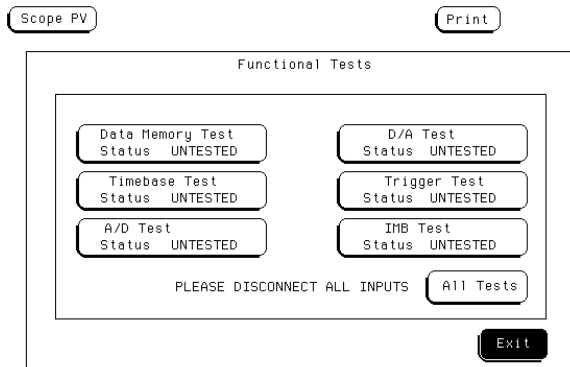 Scope PV
Print
Functional Tests
Data Memory Test
Status UNTESTED
D/A Test
Status UNTESTED
Timebase Test
Status UNTESTED
Trigger Test
Status UNTESTED
A/D Test
Status UNTESTED
IMB Test
Status UNTESTED
PLEASE DISCONNECT ALL INPUTS
All Tests
Exit